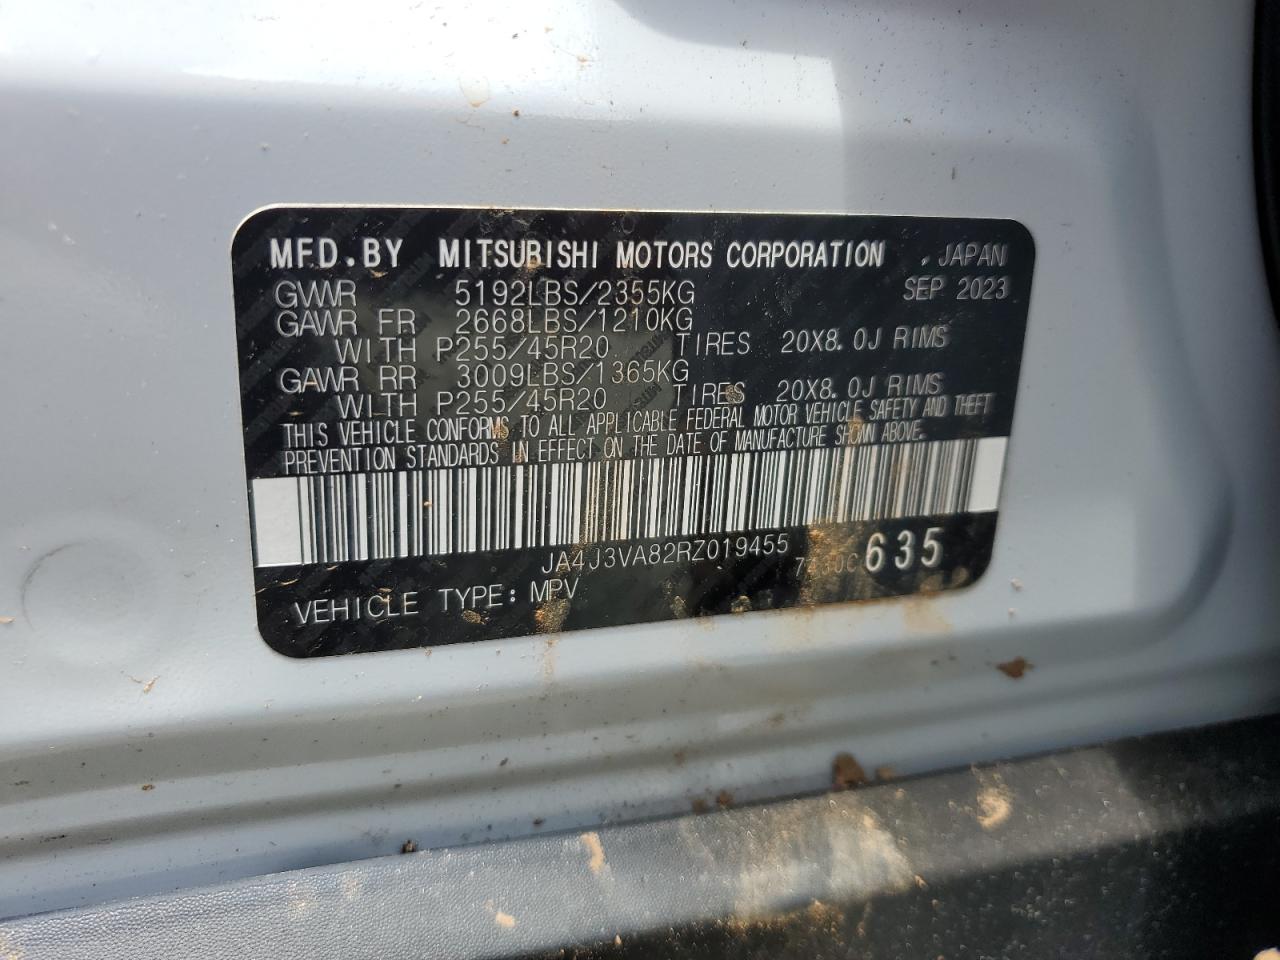 MFD.BY MITSUBISHI MOTORS CORPORATION , JAPAN
GVWR 5192LBS/2355KG SEP 2023
GAWR FR 2668LBS/1210KG
WITH P255/45R20 TIRES 20X8.0J RIMS
GAWR RR 3009LBS/1365KG
WITH P255/45R20 TIRES 20X8.0J RIMS
THIS VEHICLE CONFORMS TO ALL APPLICABLE FEDERAL MOTOR VEHICLE SAFETY AND THEFT
PREVENTION STANDARDS IN EFFECT ON THE DATE OF MANUFACTURE SHOWN ABOVE.
JA4J3VA82RZ019455
635
VEHICLE TYPE: MPV